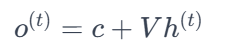 o^{(t)} = c + Vh^{(t)}